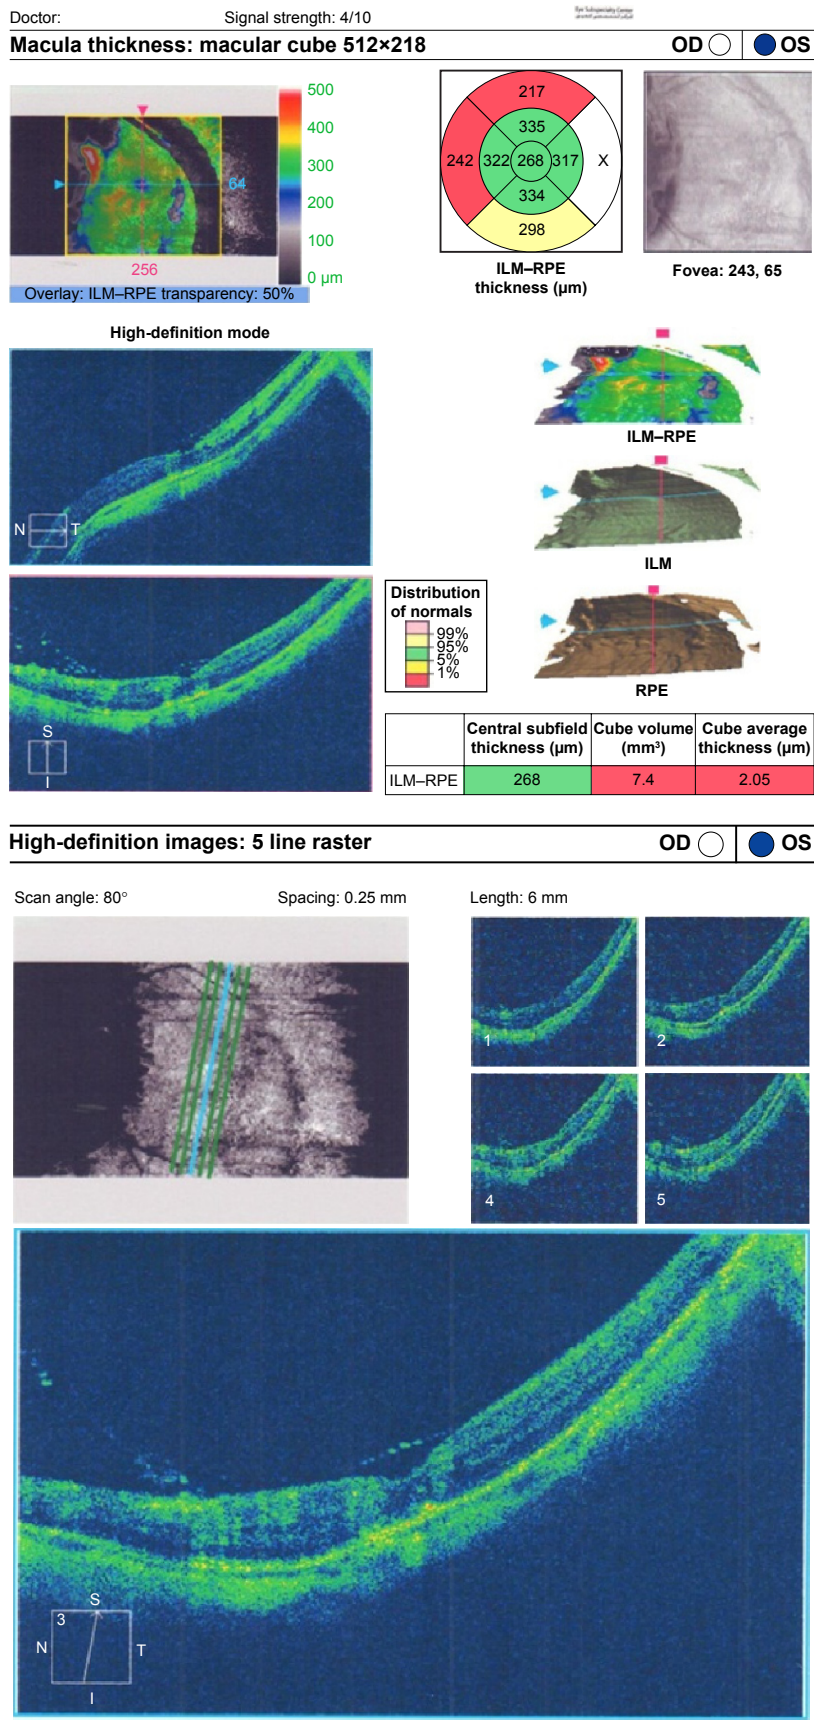 Doctor: Signal strength: 4/10
Eye Subspecialty Center
Macula thickness: macular cube 512×218 OD OS
500
400
300
200
100
0 µm
64
256
Overlay: ILM–RPE transparency: 50%
217
335
242 322 268 317 X
334
298
ILM–RPE
thickness (µm)
Fovea: 243, 65
High-definition mode
N T
S
I
ILM–RPE
ILM
RPE
Distribution
of normals
99%
95%
5%
1%
Central subfield
thickness (µm)
Cube volume
(mm³)
Cube average
thickness (µm)
ILM–RPE 268 7.4 2.05
High-definition images: 5 line raster OD OS
Scan angle: 80° Spacing: 0.25 mm Length: 6 mm
1 2
4 5
S
3
N T
I